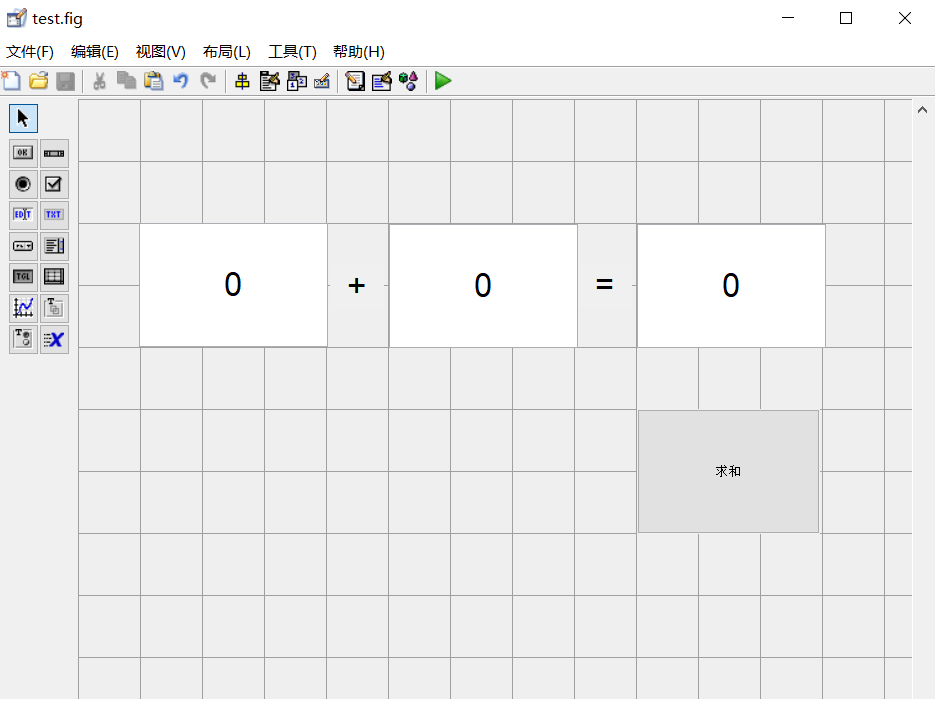 test.fig
文件(F) 编辑(E) 视图(V) 布局(L) 工具(T) 帮助(H)
OK
EDIT TXT
TGL
0 + 0 = 0
求和